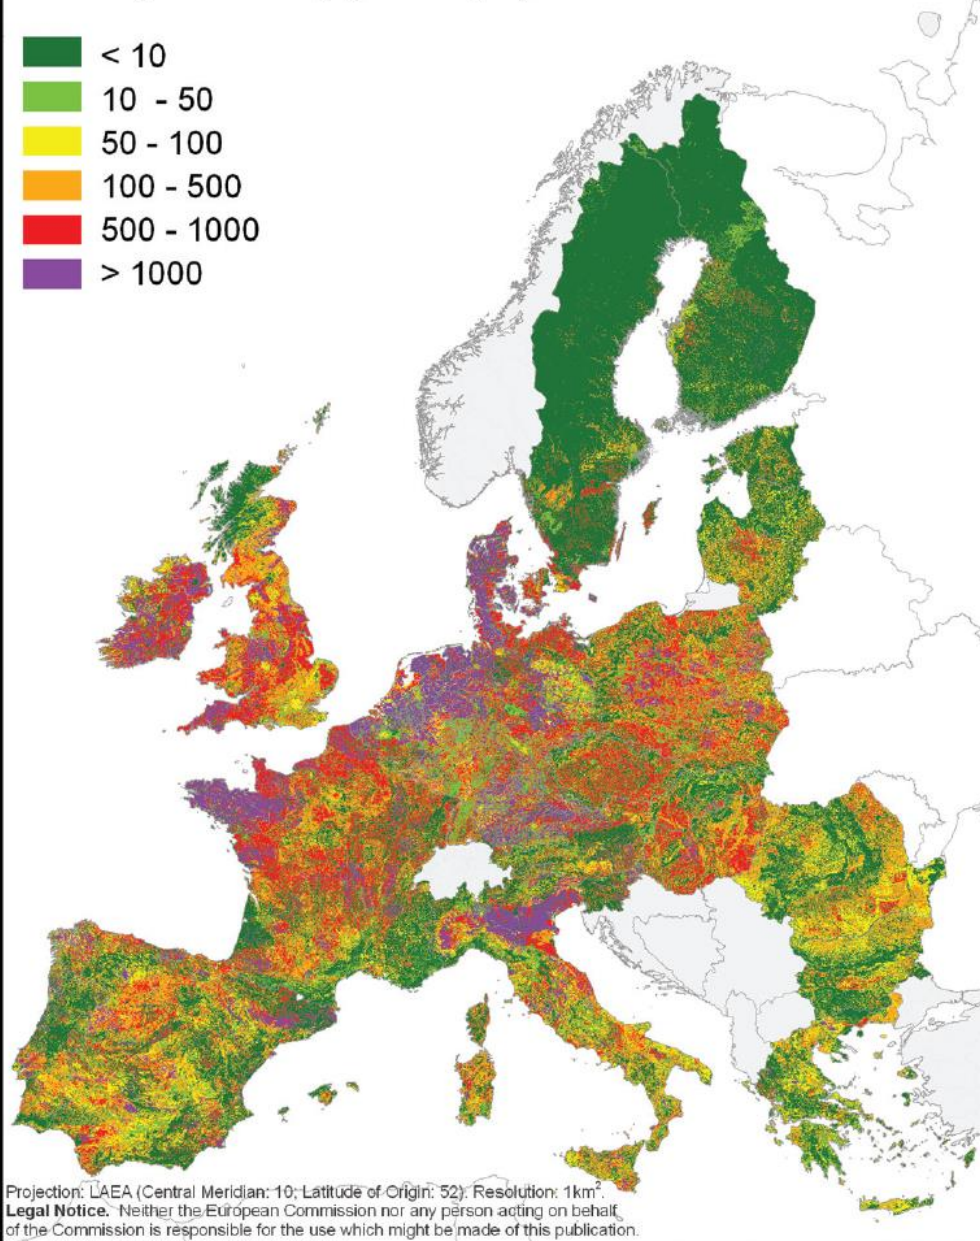 < 10
10 - 50
50 - 100
100 - 500
500 - 1000
> 1000
Projection: LAEA (Central Meridian: 10; Latitude of Origin: 52). Resolution: 1km².
Legal Notice. Neither the European Commission nor any person acting on behalf
of the Commission is responsible for the use which might be made of this publication.